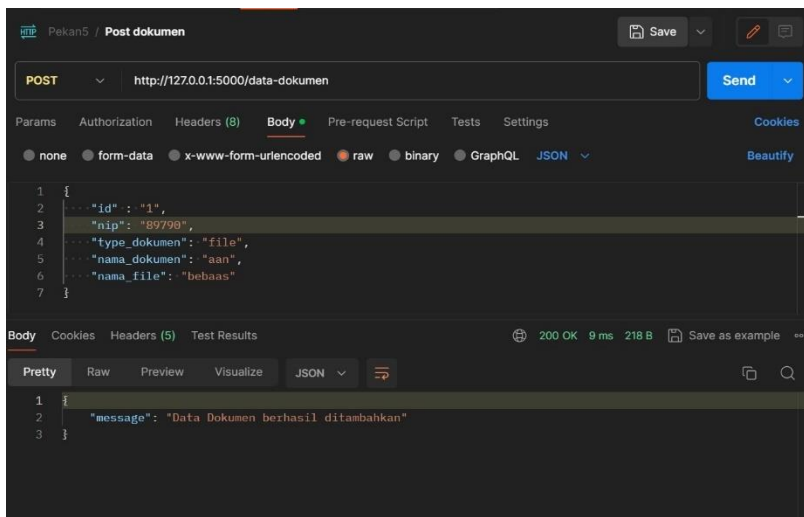 HTTP Pekan5 / Post dokumen Save
POST http://127.0.0.1:5000/data-dokumen Send
Params Authorization Headers (8) Body Pre-request Script Tests Settings Cookies
none form-data x-www-form-urlencoded raw binary GraphQL JSON Beautify
1 {
2 "id" : "1",
3 "nip": "89790",
4 "type_dokumen": "file",
5 "nama_dokumen": "aan",
6 "nama_file": "bebaas"
7 }
Body Cookies Headers (5) Test Results 200 OK 9 ms 218 B Save as example
Pretty Raw Preview Visualize JSON
1 {
2 "message": "Data Dokumen berhasil ditambahkan"
3 }